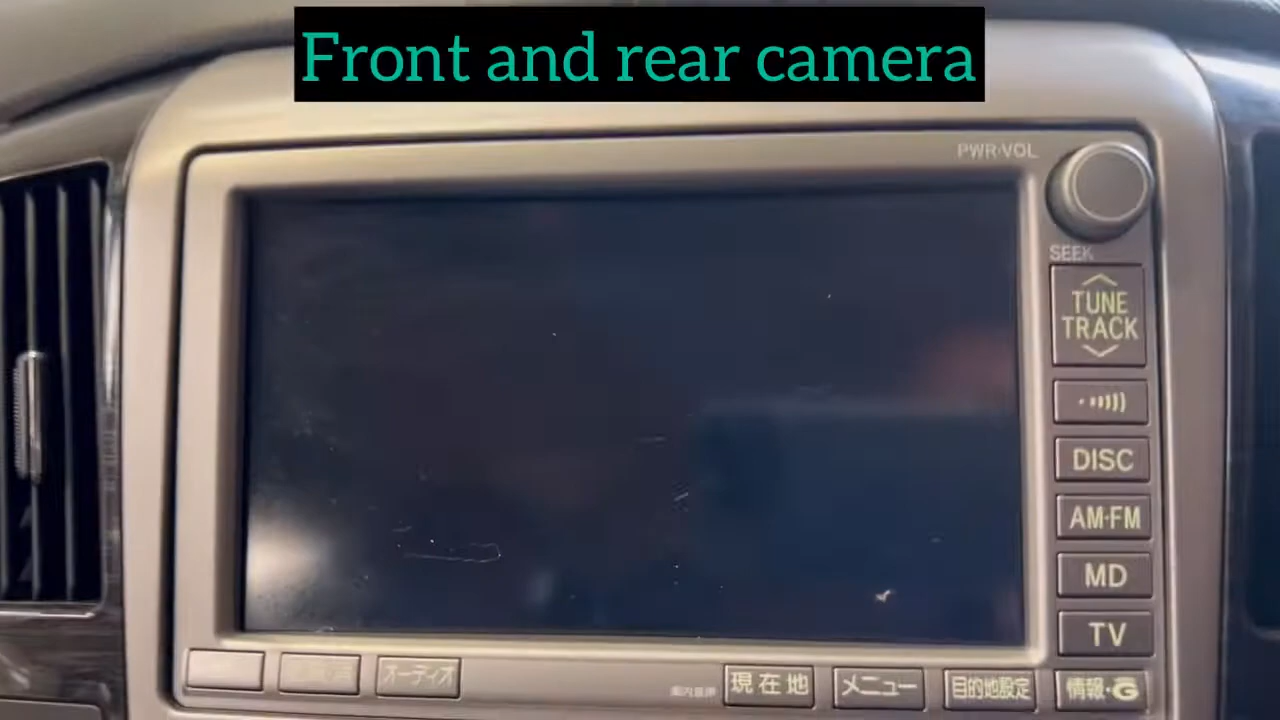 Front and rear camera
PWR·VOL
SEEK
TUNE
TRACK
DISC
AM·FM
MD
TV
オーディオ
現在地
メニュー
目的地設定
情報·G